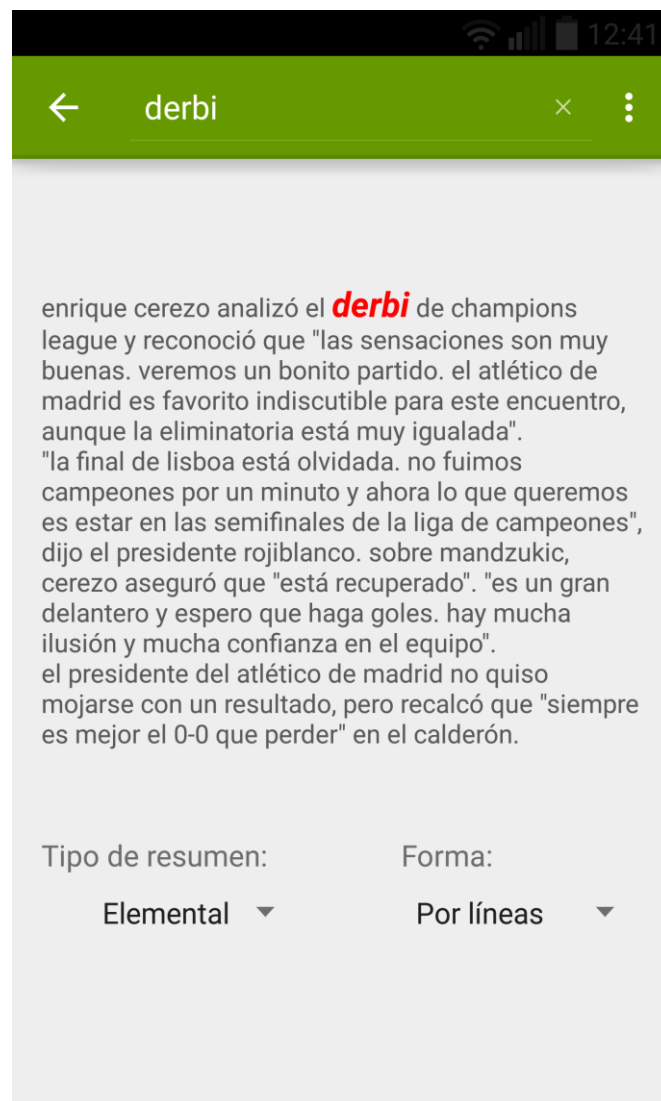 12:41
derbi
enrique cerezo analizó el derbi de champions
league y reconoció que "las sensaciones son muy
buenas. veremos un bonito partido. el atlético de
madrid es favorito indiscutible para este encuentro,
aunque la eliminatoria está muy igualada".
"la final de lisboa está olvidada. no fuimos
campeones por un minuto y ahora lo que queremos
es estar en las semifinales de la liga de campeones",
dijo el presidente rojiblanco. sobre mandzukic,
cerezo aseguró que "está recuperado". "es un gran
delantero y espero que haga goles. hay mucha
ilusión y mucha confianza en el equipo".
el presidente del atlético de madrid no quiso
mojarse con un resultado, pero recalcó que "siempre
es mejor el 0-0 que perder" en el calderón.
Tipo de resumen: Forma:
Elemental Por líneas